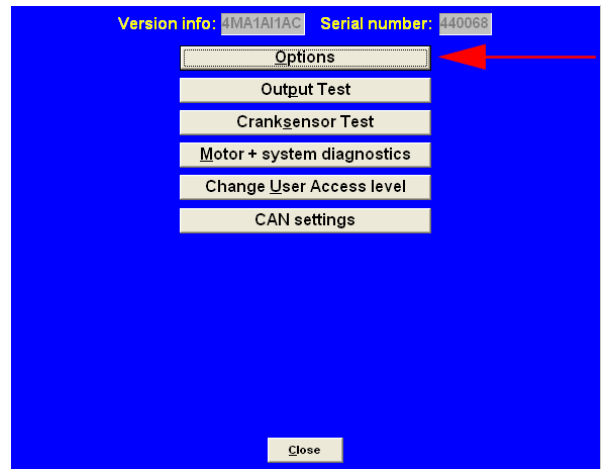 Version info: 4MA1AI1AC Serial number: 440068
Options
Output Test
Cranksensor Test
Motor + system diagnostics
Change User Access level
CAN settings
Close